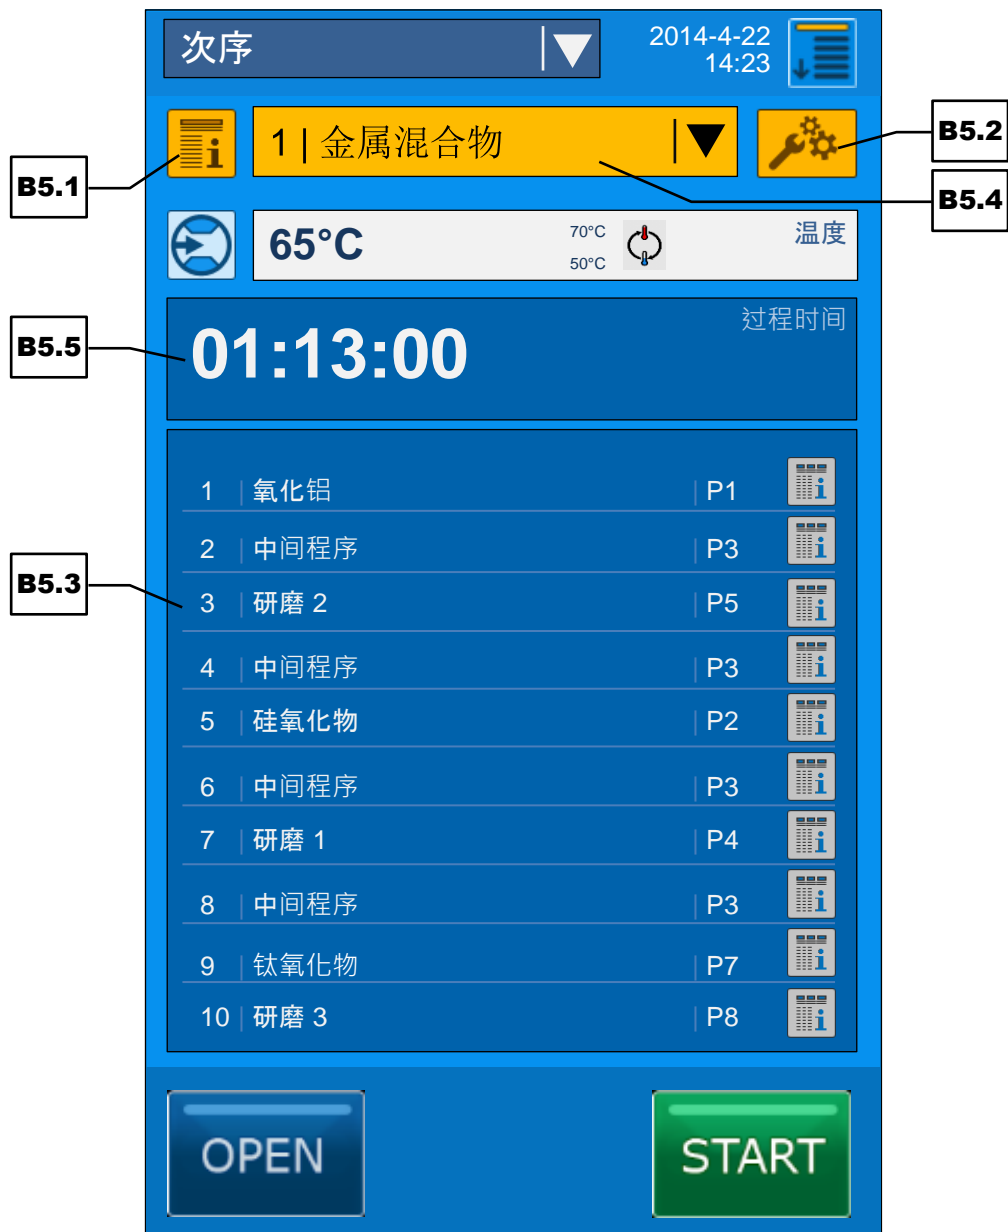 次序
2014-4-22
14:23
1 | 金属混合物
B5.2
B5.1
B5.4
65°C
70°C
50°C
温度
B5.5
01:13:00
过程时间
1 | 氧化铝 | P1
2 | 中间程序 | P3
B5.3
3 | 研磨 2 | P5
4 | 中间程序 | P3
5 | 硅氧化物 | P2
6 | 中间程序 | P3
7 | 研磨 1 | P4
8 | 中间程序 | P3
9 | 钛氧化物 | P7
10 | 研磨 3 | P8
OPEN
START